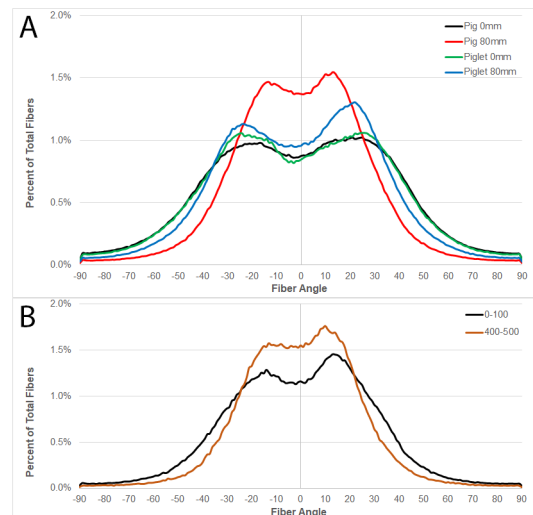 A
2.0%
Pig 0mm
Pig 80mm
Piglet 0mm
Piglet 80mm
1.5%
1.0%
0.5%
0.0%
Percent of Total Fibers
-90 -80 -70 -60 -50 -40 -30 -20 -10 0 10 20 30 40 50 60 70 80 90
Fiber Angle
B
2.0%
0-100
400-500
1.5%
1.0%
0.5%
0.0%
Percent of Total Fibers
-90 -80 -70 -60 -50 -40 -30 -20 -10 0 10 20 30 40 50 60 70 80 90
Fiber Angle